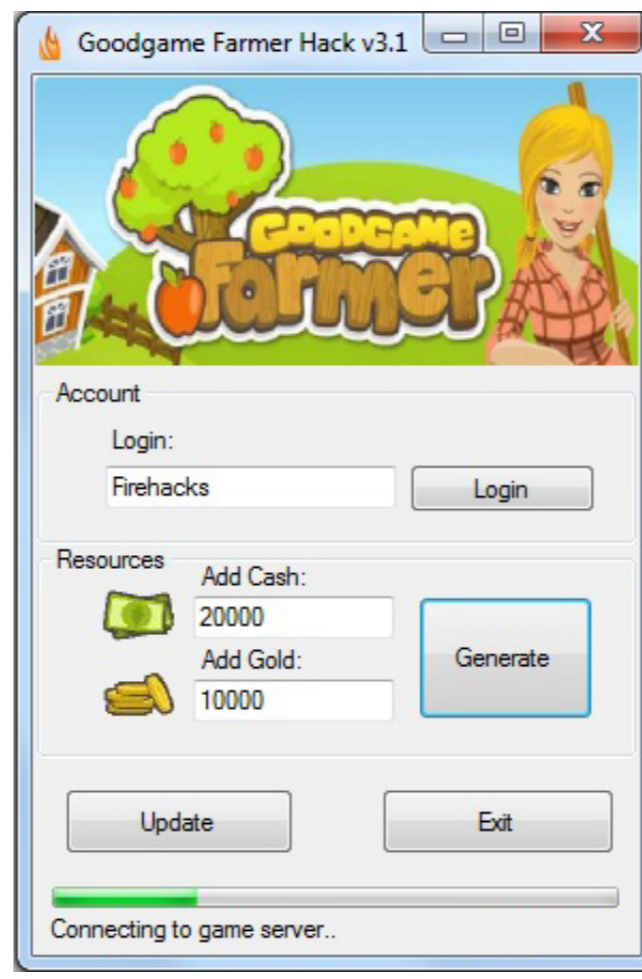 Goodgame Farmer Hack v3.1
GOODGAME
Farmer
Account
Login:
Firehacks
Login
Resources
Add Cash:
20000
Add Gold:
10000
Generate
Update
Exit
Connecting to game server..